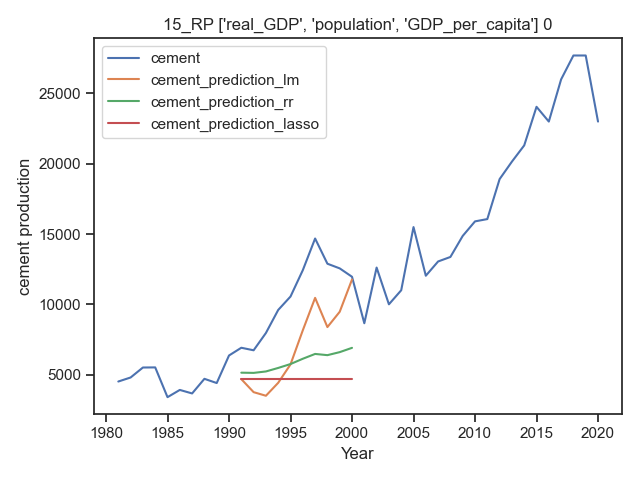 15_RP ['real_GDP', 'population', 'GDP_per_capita'] 0
cement
cement_prediction_lm
cement_prediction_rr
cement_prediction_lasso
cement production
25000
20000
15000
10000
5000
1980 1985 1990 1995 2000 2005 2010 2015 2020
Year